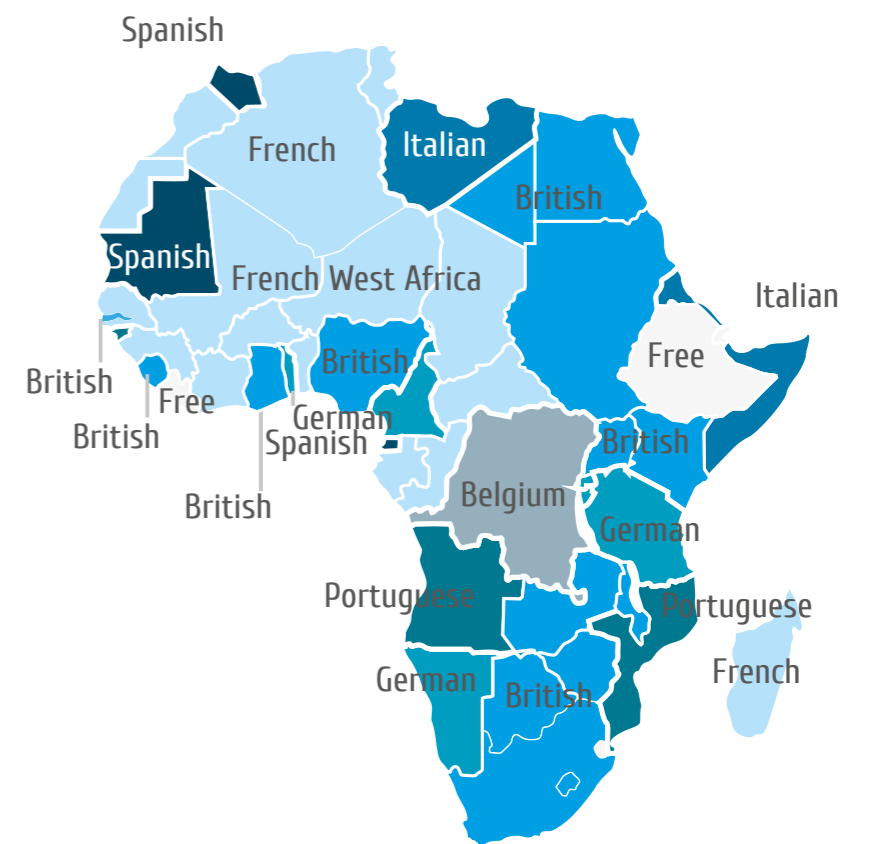 Spanish
French
Italian
British
Spanish
French West Africa
Italian
Free
British
British
Free
German
British
Spanish
British
British
Belgium
German
Portuguese
Portuguese
French
German
British